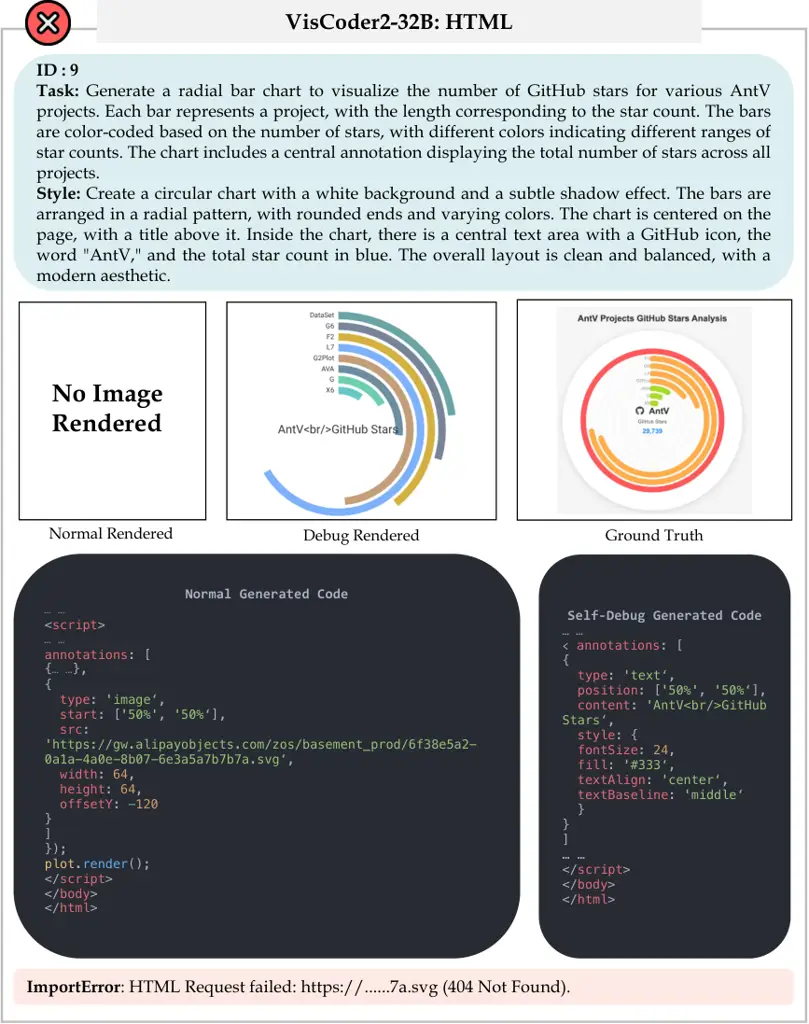 VisCoder2-32B: HTML
ID : 9
Task: Generate a radial bar chart to visualize the number of GitHub stars for various AntV
projects. Each bar represents a project, with the length corresponding to the star count. The bars
are color-coded based on the number of stars, with different colors indicating different ranges of
star counts. The chart includes a central annotation displaying the total number of stars across all
projects.
Style: Create a circular chart with a white background and a subtle shadow effect. The bars are
arranged in a radial pattern, with rounded ends and varying colors. The chart is centered on the
page, with a title above it. Inside the chart, there is a central text area with a GitHub icon, the
word "AntV," and the total star count in blue. The overall layout is clean and balanced, with a
modern aesthetic.
No Image
Rendered
Normal Rendered
DataSet
G6
F2
L7
G2Plot
AVA
G
X6
AntV<br/>GitHub Stars
Debug Rendered
AntV Projects GitHub Stars Analysis
AntV
GitHub Stars
29,739
Ground Truth
Normal Generated Code
… …
<script>
… …
annotations: [
{… …},
{
type: 'image‘,
start: ['50%', '50%‘],
src:
'https://gw.alipayobjects.com/zos/basement_prod/6f38e5a2-
0a1a-4a0e-8b07-6e3a5a7b7b7a.svg‘,
width: 64,
height: 64,
offsetY: -120
}
]
});
plot.render();
</script>
</body>
</html>
Self-Debug Generated Code
… …
< annotations: [
{
type: 'text‘,
position: ['50%', '50%‘],
content: 'AntV<br/>GitHub
Stars‘,
style: {
fontSize: 24,
fill: '#333‘,
textAlign: 'center‘,
textBaseline: 'middle‘
}
}
]
… …
</script>
</body>
</html>
ImportError: HTML Request failed: https://......7a.svg (404 Not Found).